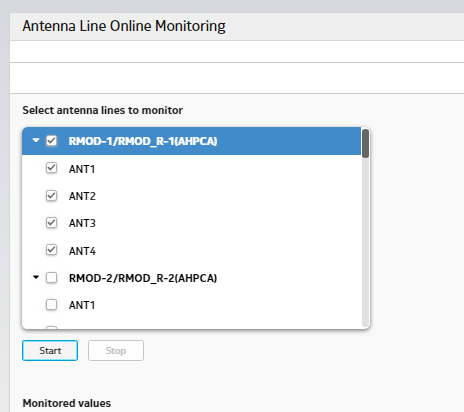 Antenna Line Online Monitoring
Select antenna lines to monitor
RMOD-1/RMOD_R-1(AHPCA)
ANT1
ANT2
ANT3
ANT4
RMOD-2/RMOD_R-2(AHPCA)
ANT1
Start
Stop
Monitored values